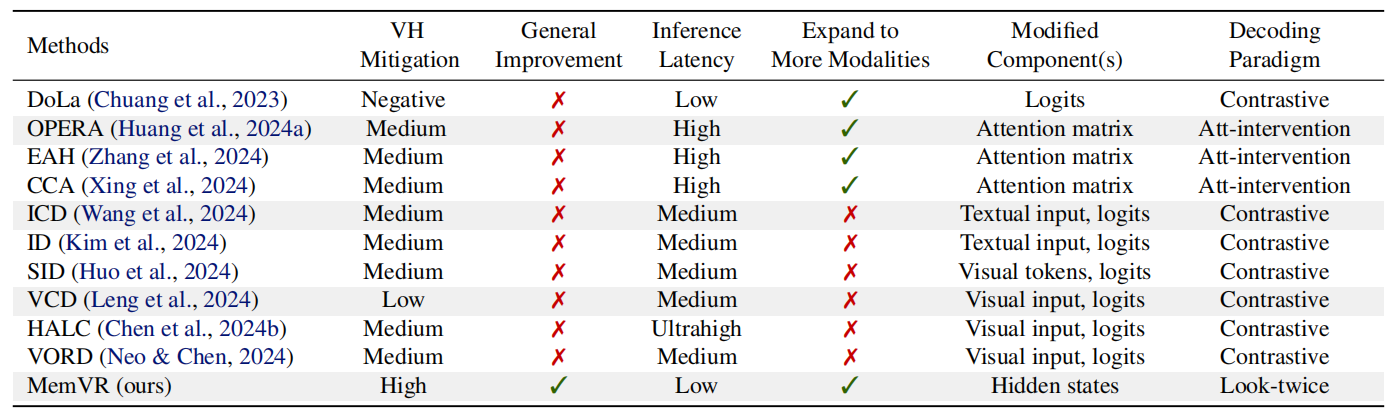 Methods VH Mitigation General Improvement Inference Latency Expand to More Modalities Modified Component(s) Decoding Paradigm
DoLa (Chuang et al., 2023) Negative ✗ Low ✓ Logits Contrastive
OPERA (Huang et al., 2024a) Medium ✗ High ✓ Attention matrix Att-intervention
EAH (Zhang et al., 2024) Medium ✗ High ✓ Attention matrix Att-intervention
CCA (Xing et al., 2024) Medium ✗ High ✓ Attention matrix Att-intervention
ICD (Wang et al., 2024) Medium ✗ Medium ✗ Textual input, logits Contrastive
ID (Kim et al., 2024) Medium ✗ Medium ✗ Textual input, logits Contrastive
SID (Huo et al., 2024) Medium ✗ Medium ✗ Visual tokens, logits Contrastive
VCD (Leng et al., 2024) Low ✗ Medium ✗ Visual input, logits Contrastive
HALC (Chen et al., 2024b) Medium ✗ Ultrahigh ✗ Visual input, logits Contrastive
VORD (Neo & Chen, 2024) Medium ✗ Medium ✗ Visual input, logits Contrastive
MemVR (ours) High ✓ Low ✓ Hidden states Look-twice